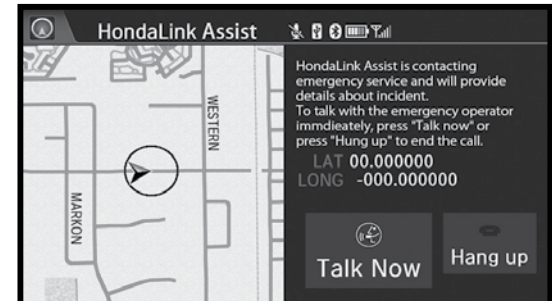 HondaLink Assist
WESTERN
MARKON
HondaLink Assist is contacting
emergency service and will provide
details about incident.
To talk with the emergency operator
immdieately, press "Talk now" or
press "Hung up" to end the call.
LAT 00.000000
LONG -000.000000
Talk Now
Hang up